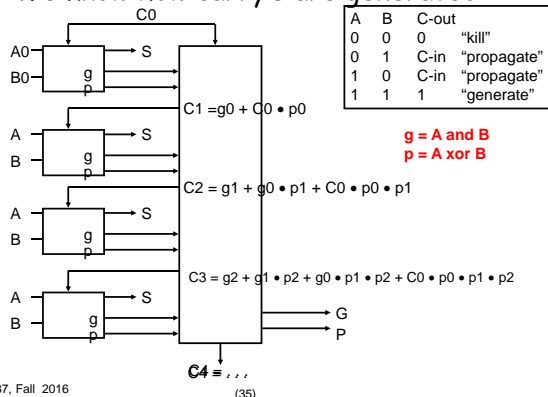 C0
A B C-out
0 0 0 “kill”
0 1 C-in “propagate”
1 0 C-in “propagate”
1 1 1 “generate”
g = A and B
p = A xor B
A0 S
B0 g
p
C1 =g0 + C0 • p0
A S
B g
p
C2 = g1 + g0 • p1 + C0 • p0 • p1
A S
B g
p
C3 = g2 + g1 • p2 + g0 • p1 • p2 + C0 • p0 • p1 • p2
A S
B g
p
G
P
C4 = . . .
37, Fall 2016
(35)